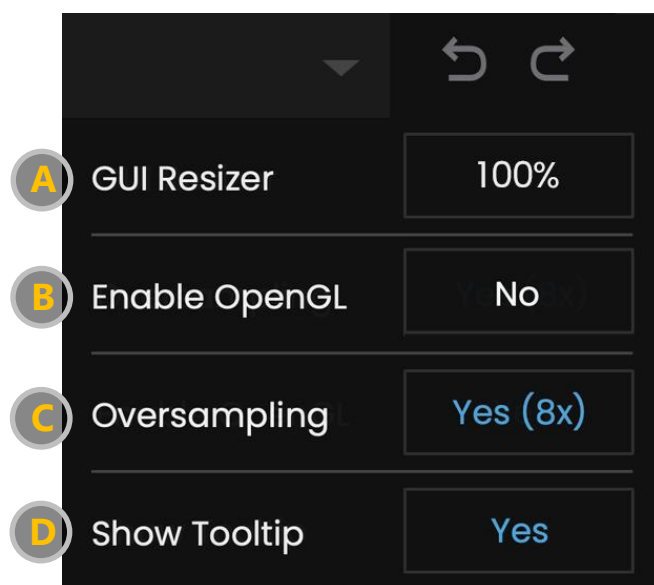 A GUI Resizer 100%
B Enable OpenGL No
C Oversampling Yes (8x)
D Show Tooltip Yes